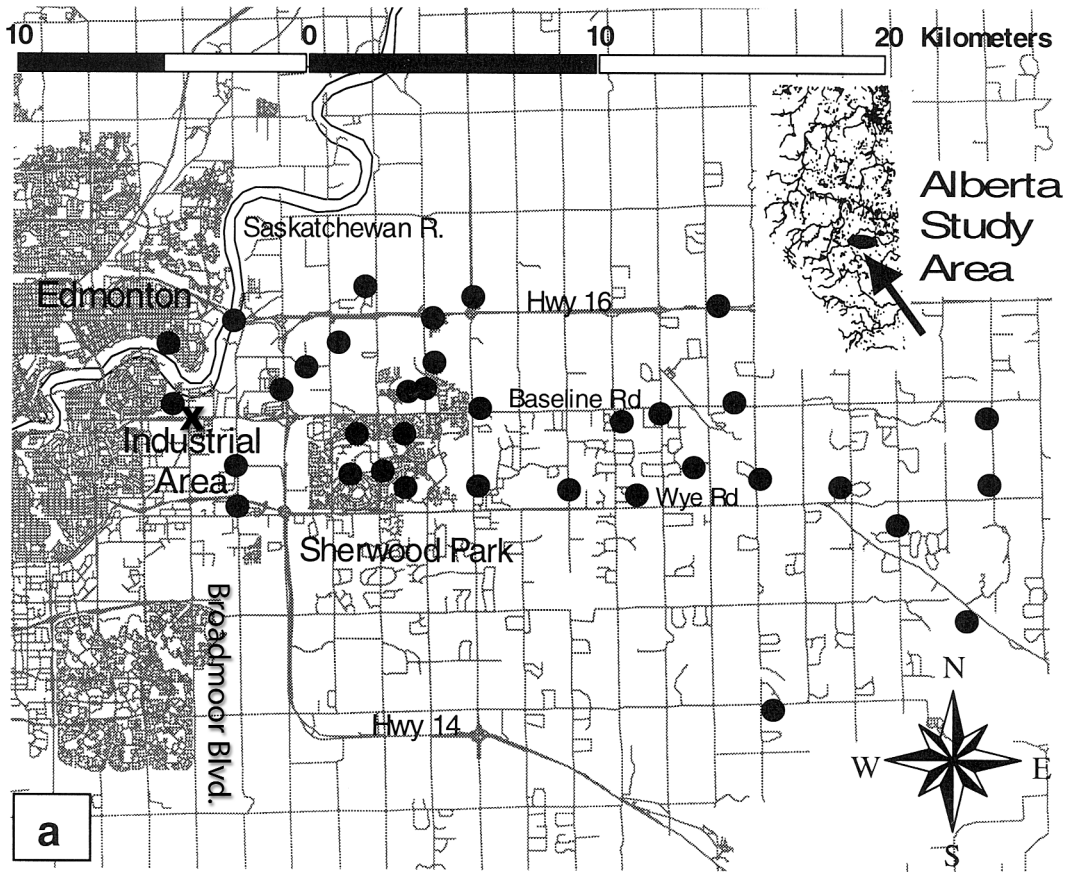 10 0 10 20 Kilometers
Alberta
Study
Area
Saskatchewan R.
Edmonton
Hwy 16
Baseline Rd
X
Industrial
Area
Wye Rd
Sherwood Park
Broadmoor Blvd.
Hwy 14
N
W E
S
a